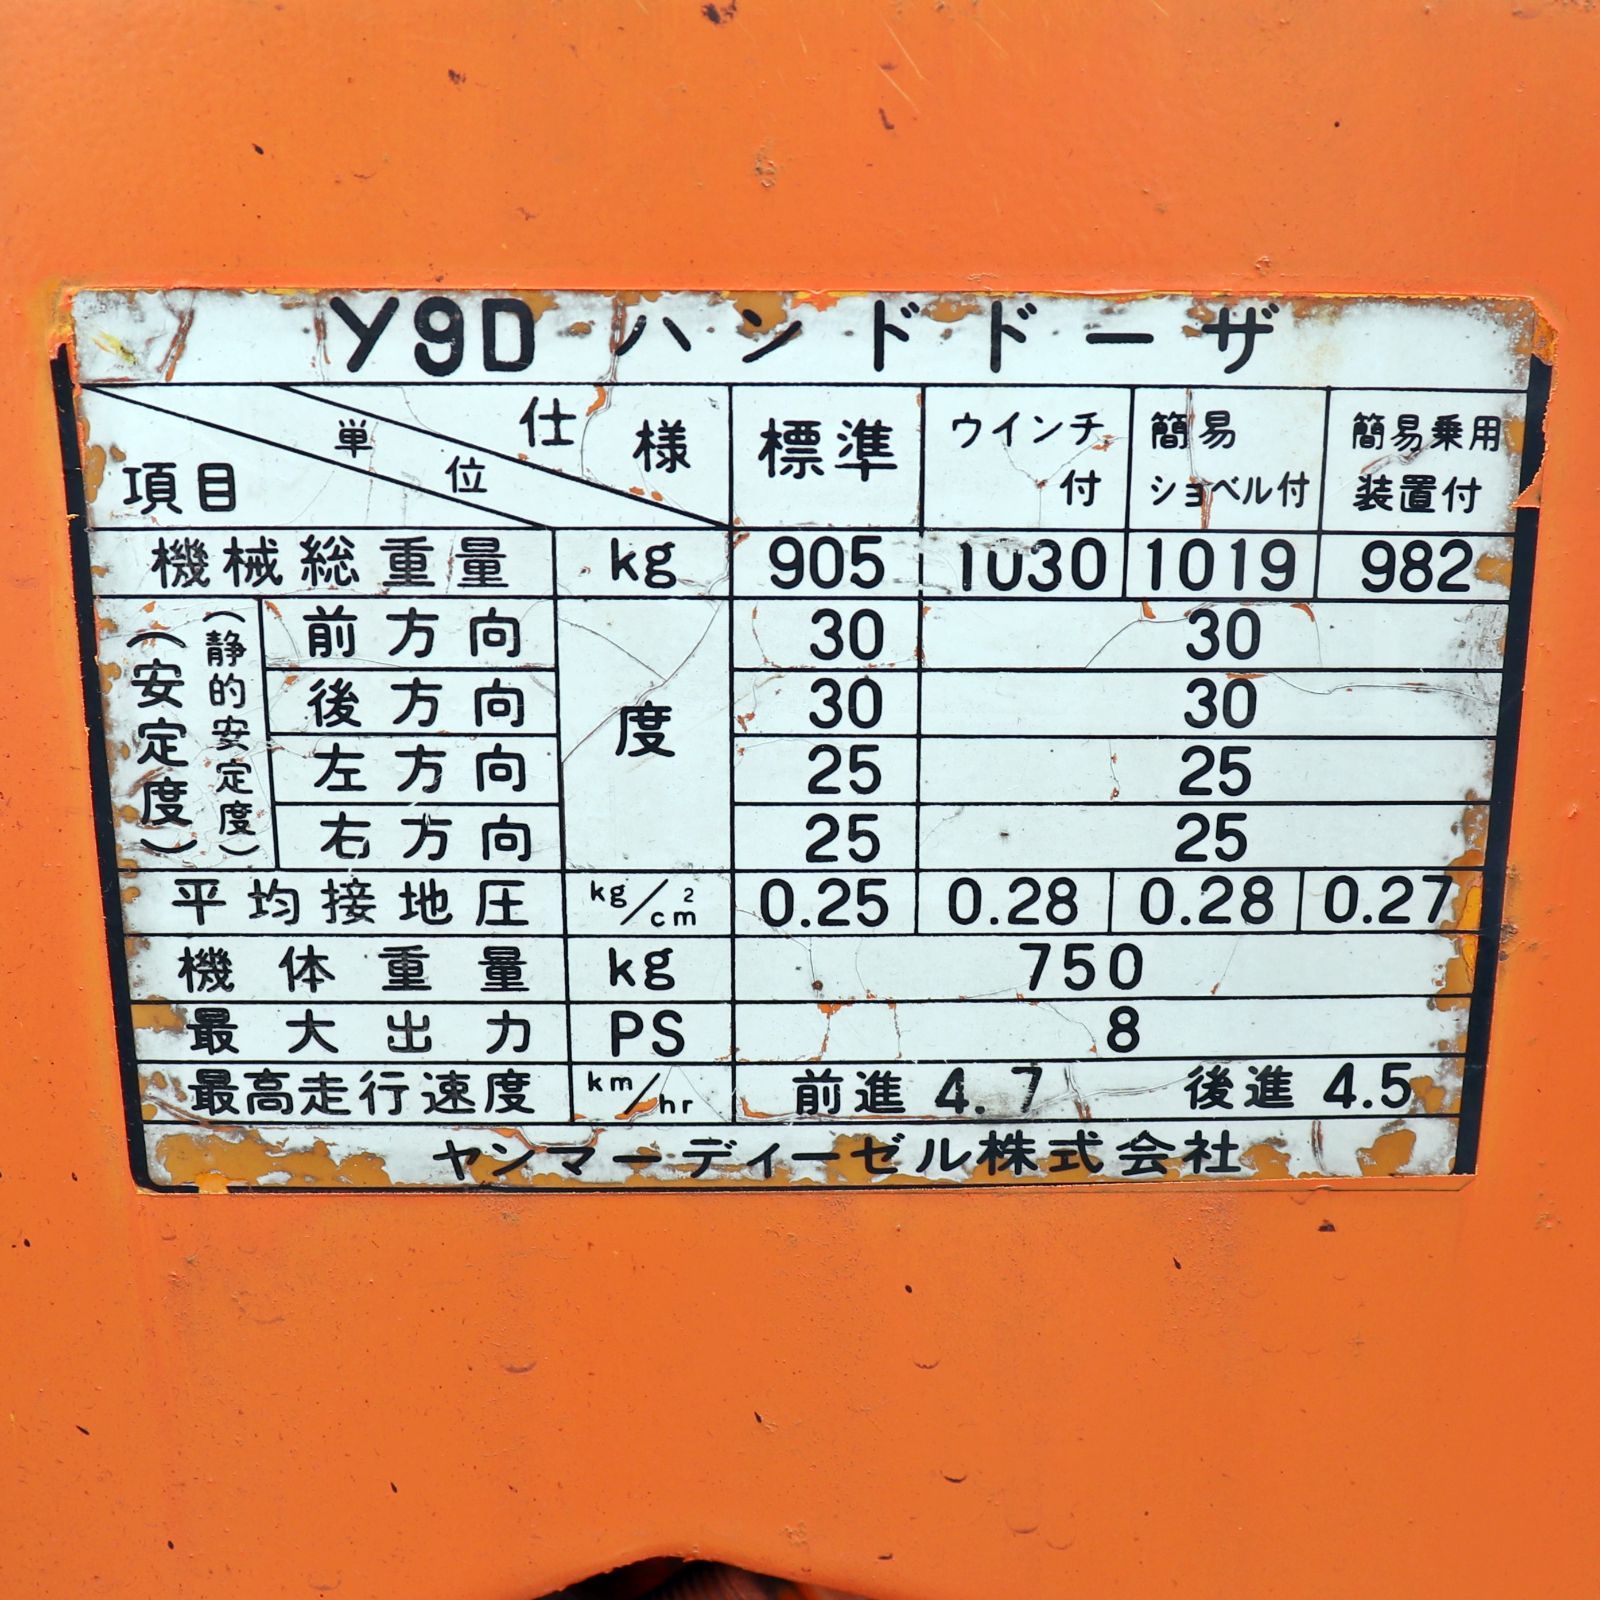 Y9D ハンドドーザ
項目 単位 仕様 標準 ウインチ付 簡易ショベル付 簡易乗用装置付
機械総重量 kg 905 1030 1019 982
(安定度) (静的安定度) 前方向 度 30 30
後方向 30 30
左方向 25 25
右方向 25 25
平均接地圧 kg/cm² 0.25 0.28 0.28 0.27
機体重量 kg 750
最大出力 PS 8
最高走行速度 km/hr 前進 4.7 後進 4.5
ヤンマーディーゼル株式会社